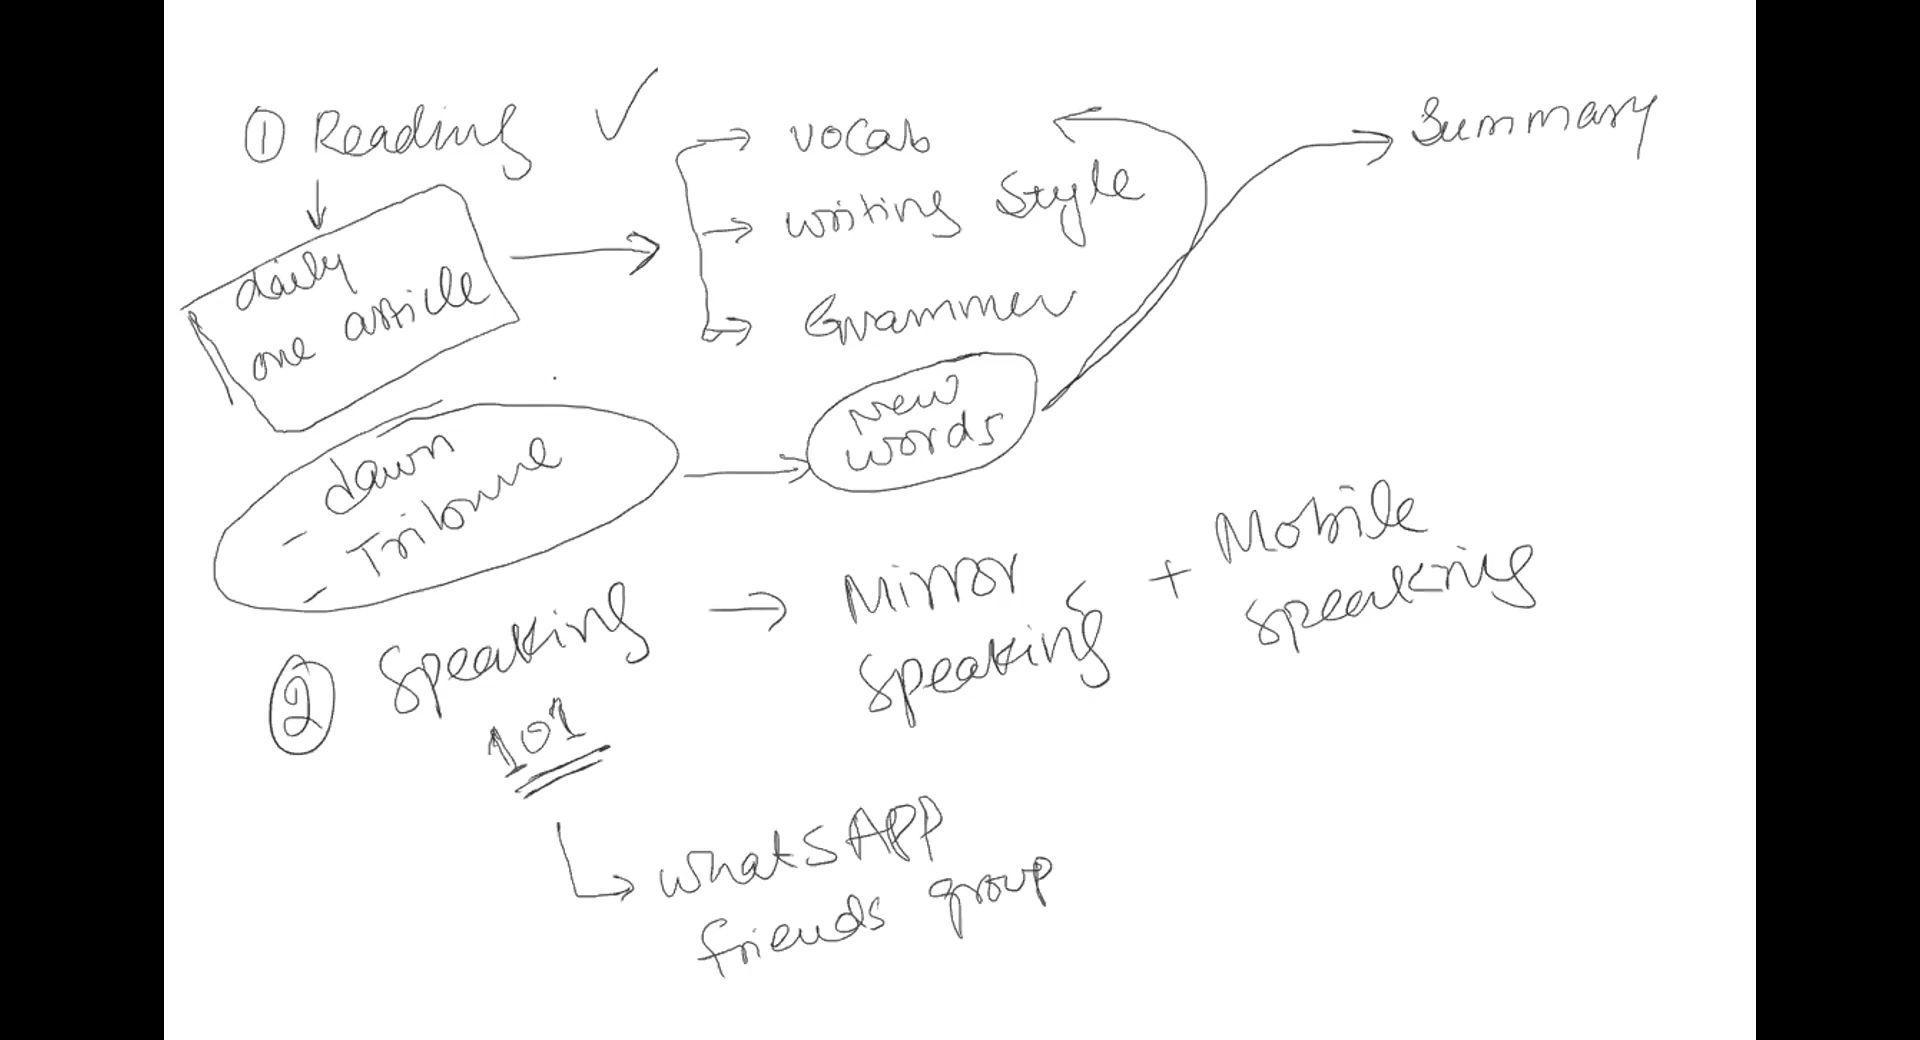 ① Reading ✓
daily
one article
→ vocab
→ writing style
→ Grammer
Summary
- dawn
- Tribune
New
words
② Speaking → Mirror
speaking
+ Mobile
speaking
101
whatsAPP
friends group